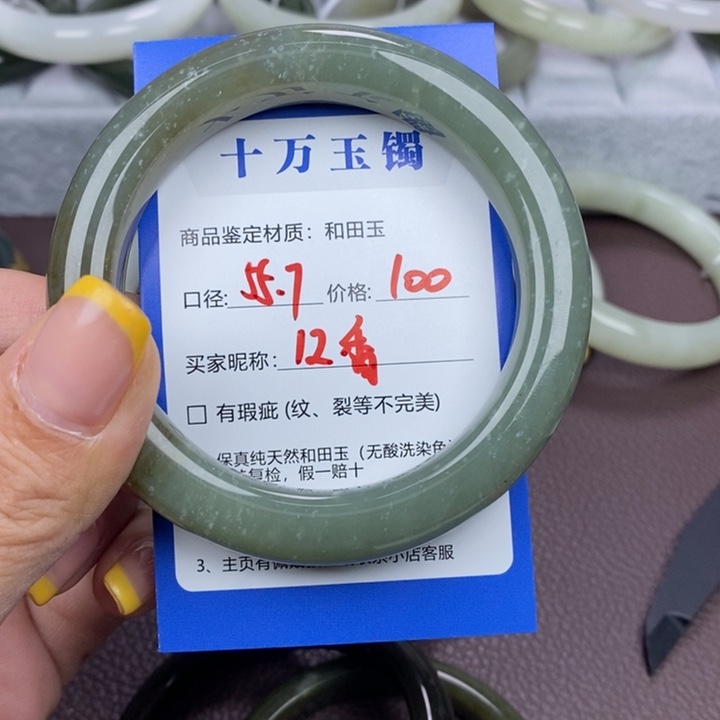 十万玉镯
商品鉴定材质：和田玉
口径: 55.7 价格: 100
买家昵称: 12番
□ 有瑕疵 (纹、裂等不完美)
保真纯天然和田玉（无酸洗染色
复检，假一赔十
3、主页有 小店客服